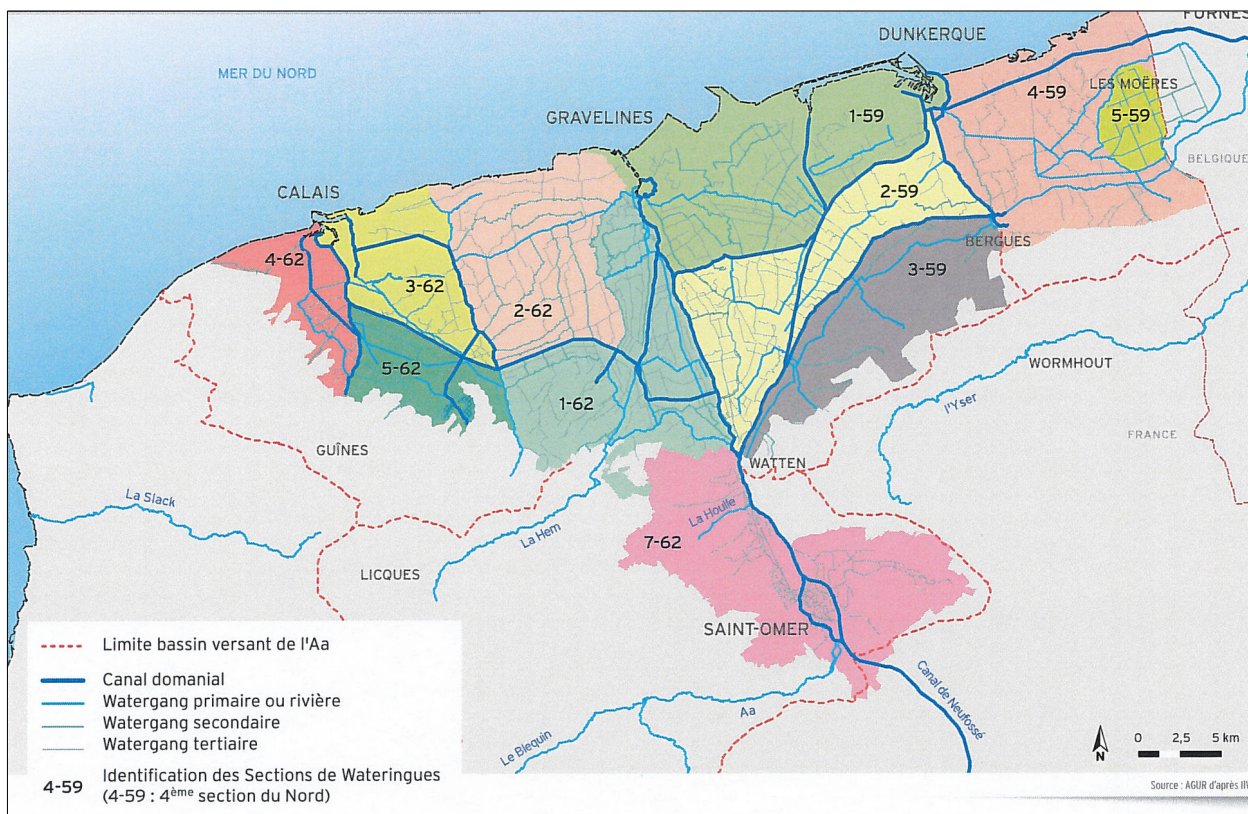 FURNES
DUNKERQUE
MER DU NORD
4-59
LES MOËRES
5-59
GRAVELINES
1-59
BELGIQUE
CALAIS
2-59
4-62
BERGUES
3-62
3-59
2-62
5-62
WORMHOUT
1-62
l'Yser
FRANCE
GUÎNES
WATTEN
La Slack
La Houlle
La Hem
7-62
LICQUES
SAINT-OMER
Limite bassin versant de l'Aa
Canal domanial
Watergang primaire ou rivière
Watergang secondaire
Watergang tertiaire
4-59 Identification des Sections de Wateringues
(4-59 : 4ème section du Nord)
Canal de Neufossé
Aa
Le Blequin
N
0 2,5 5 km
Source : AGUR d'après IIW